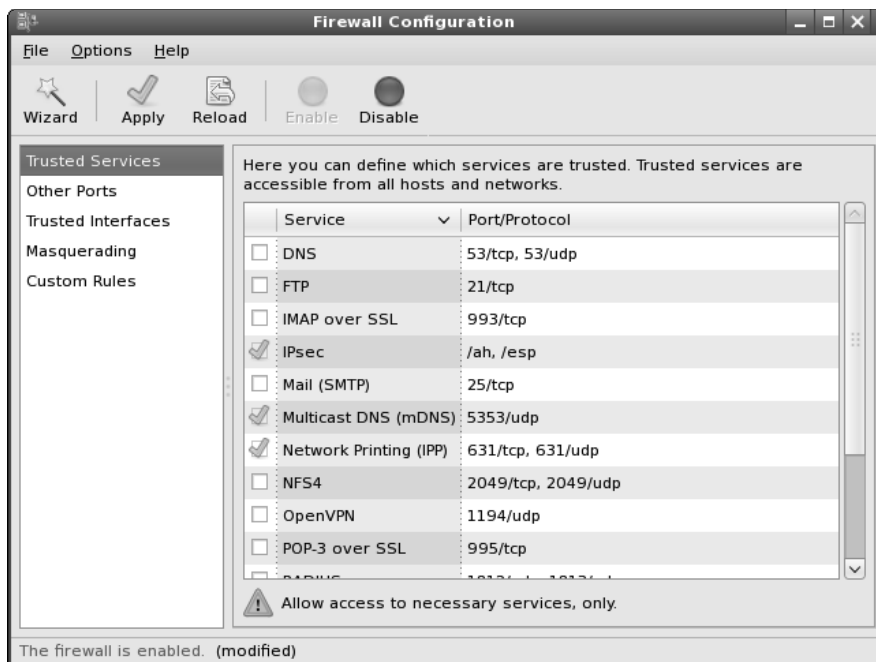 Firewall Configuration
File Options Help
Wizard Apply Reload Enable Disable
Trusted Services
Other Ports
Trusted Interfaces
Masquerading
Custom Rules
Here you can define which services are trusted. Trusted services are
accessible from all hosts and networks.
Service Port/Protocol
DNS 53/tcp, 53/udp
FTP 21/tcp
IMAP over SSL 993/tcp
IPsec /ah, /esp
Mail (SMTP) 25/tcp
Multicast DNS (mDNS) 5353/udp
Network Printing (IPP) 631/tcp, 631/udp
NFS4 2049/tcp, 2049/udp
OpenVPN 1194/udp
POP-3 over SSL 995/tcp
Allow access to necessary services, only.
The firewall is enabled. (modified)